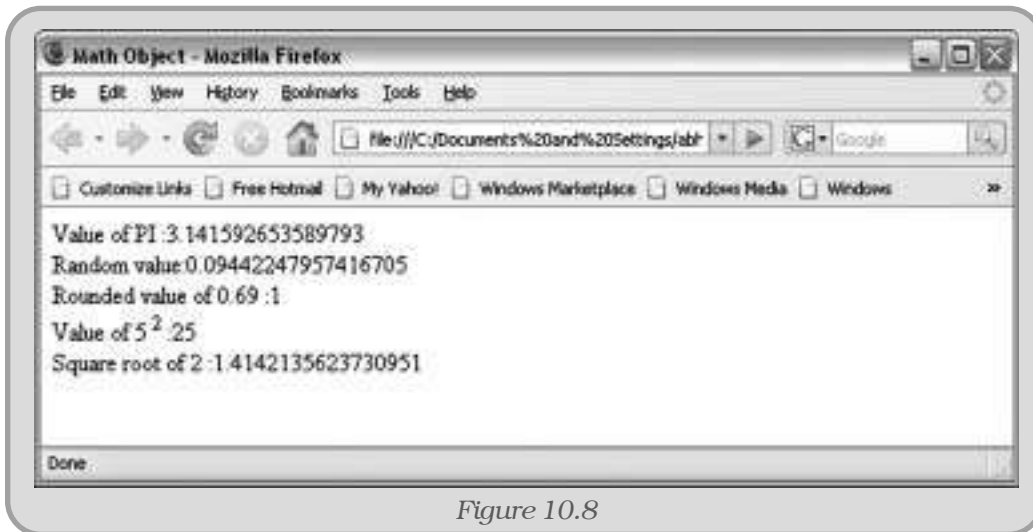 Math Object - Mozilla Firefox
File Edit View History Bookmarks Tools Help
file:///C:/Documents%20and%20Settings/abh Google
Customize Links Free Hotmail My Yahoo! Windows Marketplace Windows Media Windows »
Value of PI :3.141592653589793
Random value:0.09442247957416705
Rounded value of 0.69 :1
Value of 5 2 :25
Square root of 2 :1.4142135623730951
Done
Figure 10.8